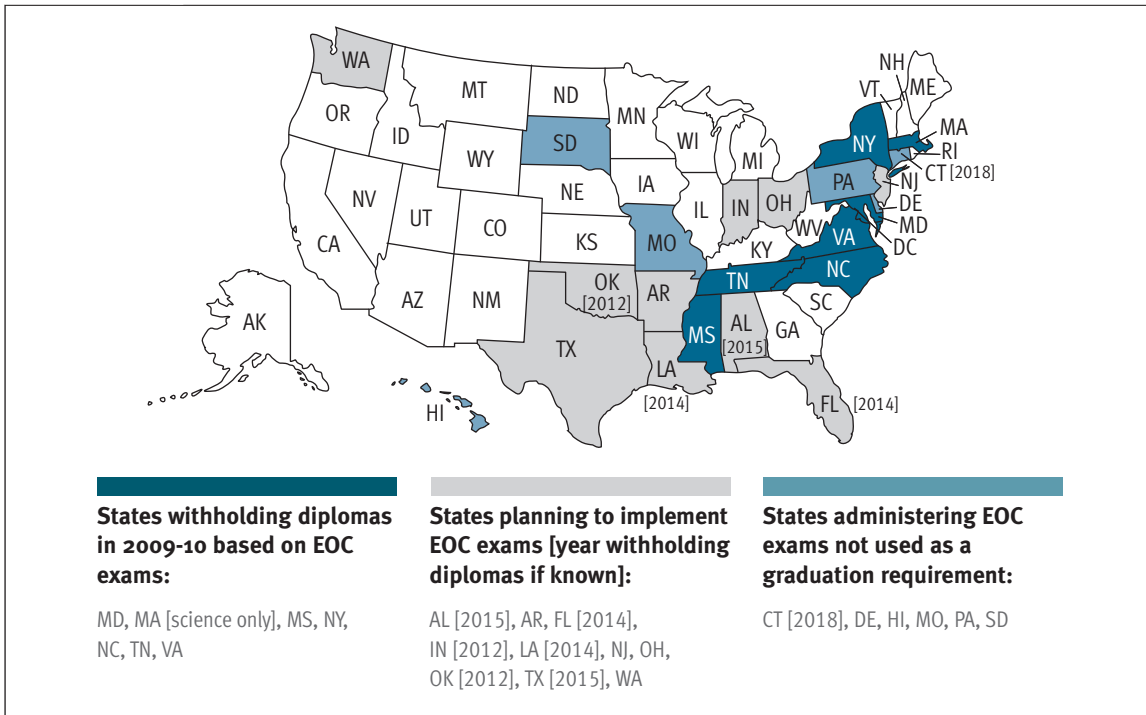 WA
MT
ND
MN
OR
ID
WY
SD
WI
MI
NH
VT
ME
NY
MA
RI
CT [2018]
NV
UT
CO
NE
IA
IL
IN
OH
PA
NJ
DE
MD
DC
CA
KS
MO
KY
WV
VA
AZ
NM
OK
[2012]
AR
TN
NC
SC
AK
TX
LA
[2014]
MS
AL
[2015]
GA
FL
[2014]
HI
States withholding diplomas
in 2009-10 based on EOC
exams:
MD, MA [science only], MS, NY,
NC, TN, VA
States planning to implement
EOC exams [year withholding
diplomas if known]:
AL [2015], AR, FL [2014],
IN [2012], LA [2014], NJ, OH,
OK [2012], TX [2015], WA
States administering EOC
exams not used as a
graduation requirement:
CT [2018], DE, HI, MO, PA, SD